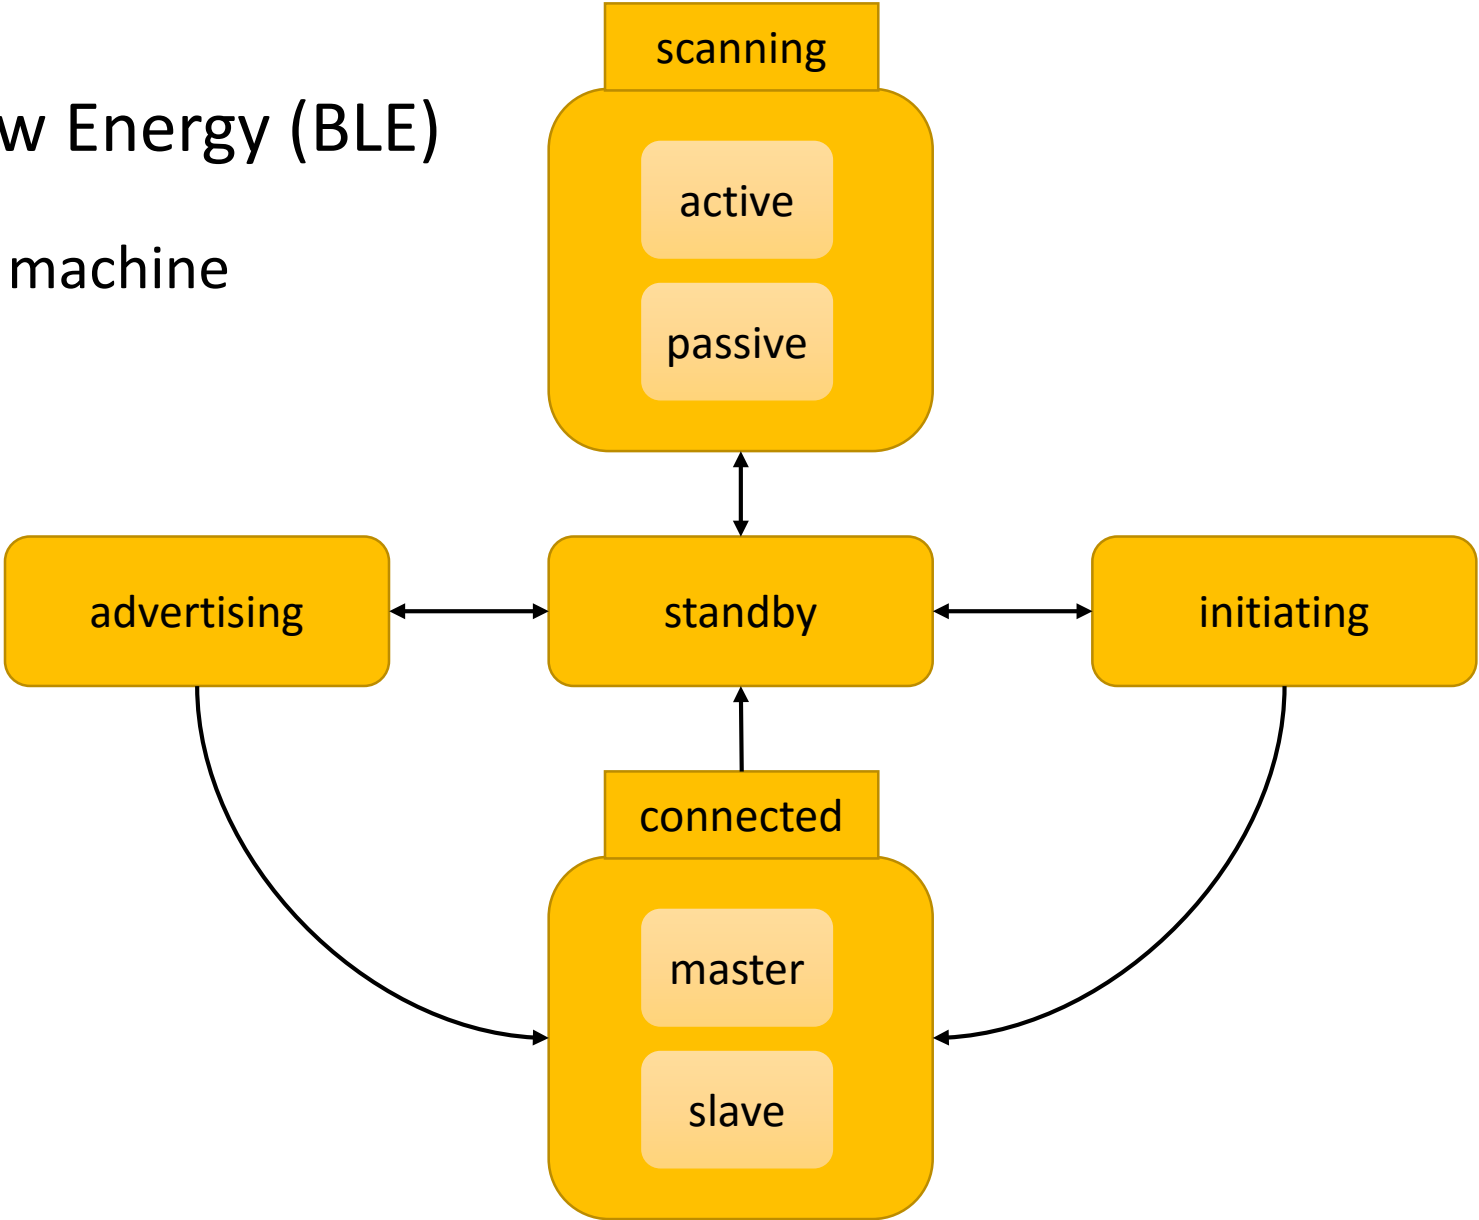 scanning
w Energy (BLE)
active
machine
passive
advertising
standby
initiating
connected
master
slave